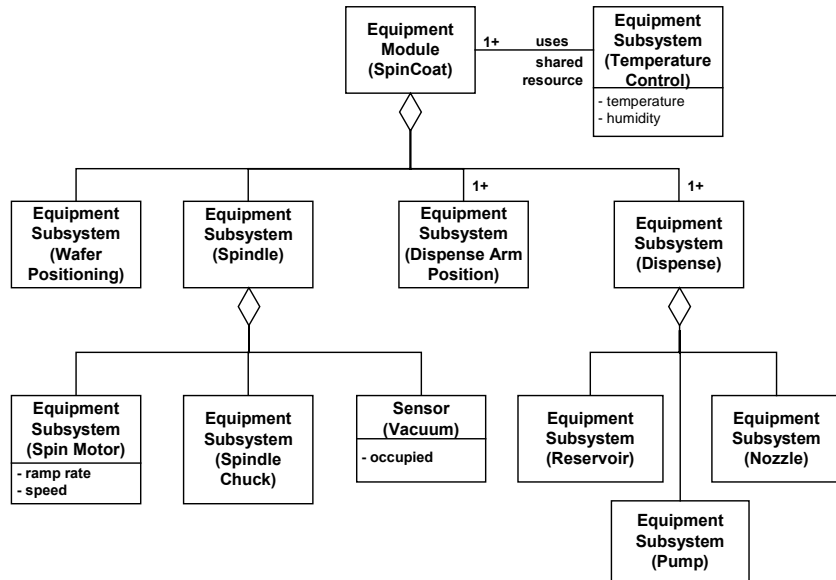 Equipment
Module
(SpinCoat)
1+
uses
shared
resource
Equipment
Subsystem
(Temperature
Control)
- temperature
- humidity
Equipment
Subsystem
(Wafer
Positioning)
Equipment
Subsystem
(Spindle)
1+
Equipment
Subsystem
(Dispense Arm
Position)
1+
Equipment
Subsystem
(Dispense)
Equipment
Subsystem
(Spin Motor)
- ramp rate
- speed
Equipment
Subsystem
(Spindle
Chuck)
Sensor
(Vacuum)
- occupied
Equipment
Subsystem
(Reservoir)
Equipment
Subsystem
(Pump)
Equipment
Subsystem
(Nozzle)